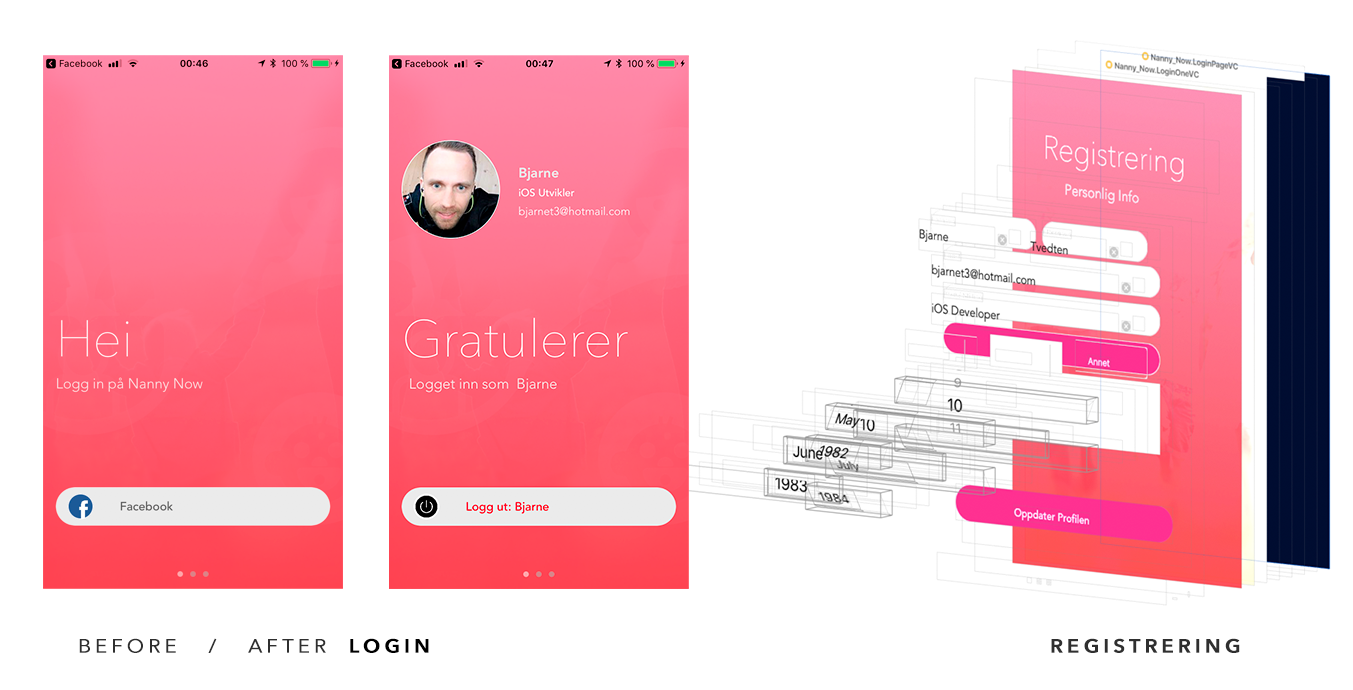 Facebook 00:46 100 %
Hei
Logg in på Nanny Now
Facebook
Facebook 00:47 100 %
Bjarne
iOS Utvikler
bjarnet3@hotmail.com
Gratulerer
Logget inn som Bjarne
Logg ut: Bjarne
Nanny_Now.LoginPageVC
Nanny_Now.LoginOneVC
Registrering
Personlig Info
Bjarne
Tvedten
bjarnet3@hotmail.com
iOS Developer
Annet
9
10
11
May 10
June 1982
July
1983
1984
Oppdater Profilen
BEFORE / AFTER LOGIN
REGISTRERING